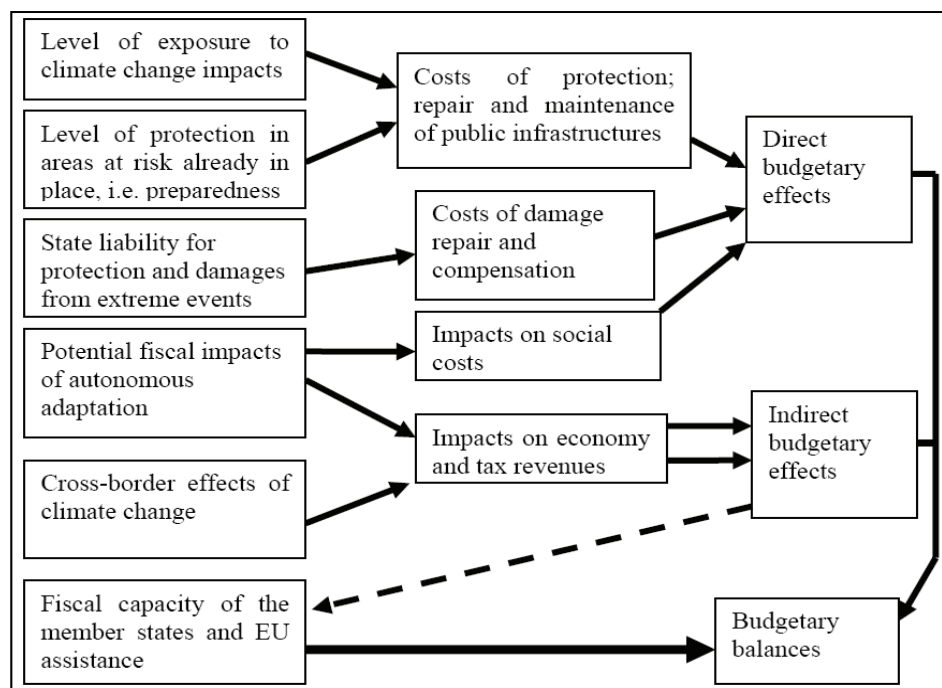 Level of exposure to
climate change impacts
Level of protection in
areas at risk already in
place, i.e. preparedness
State liability for
protection and damages
from extreme events
Potential fiscal impacts
of autonomous
adaptation
Cross-border effects of
climate change
Fiscal capacity of the
member states and EU
assistance
Costs of protection;
repair and maintenance
of public infrastructures
Costs of damage
repair and
compensation
Impacts on social
costs
Impacts on economy
and tax revenues
Direct
budgetary
effects
Indirect
budgetary
effects
Budgetary
balances